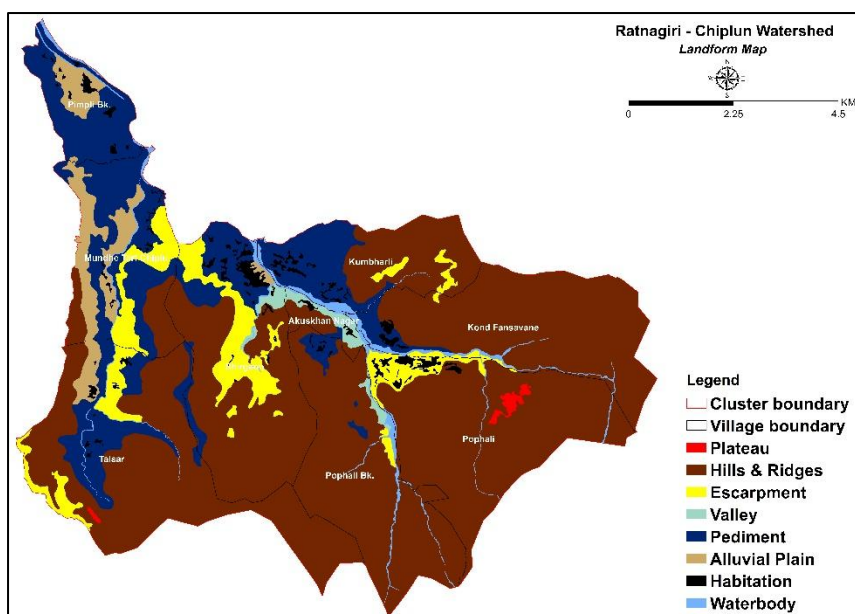 Ratnagiri - Chiplun Watershed
Landform Map
N
W
E
S
KM
0
2.25
4.5
Pimpli Bk.
Kumbharli
Akuskhan Nagar
Kond Fansavane
Talsar
Pophali
Pophali Bk.
Legend
Cluster boundary
Village boundary
Plateau
Hills & Ridges
Escarpment
Valley
Pediment
Alluvial Plain
Habitation
Waterbody